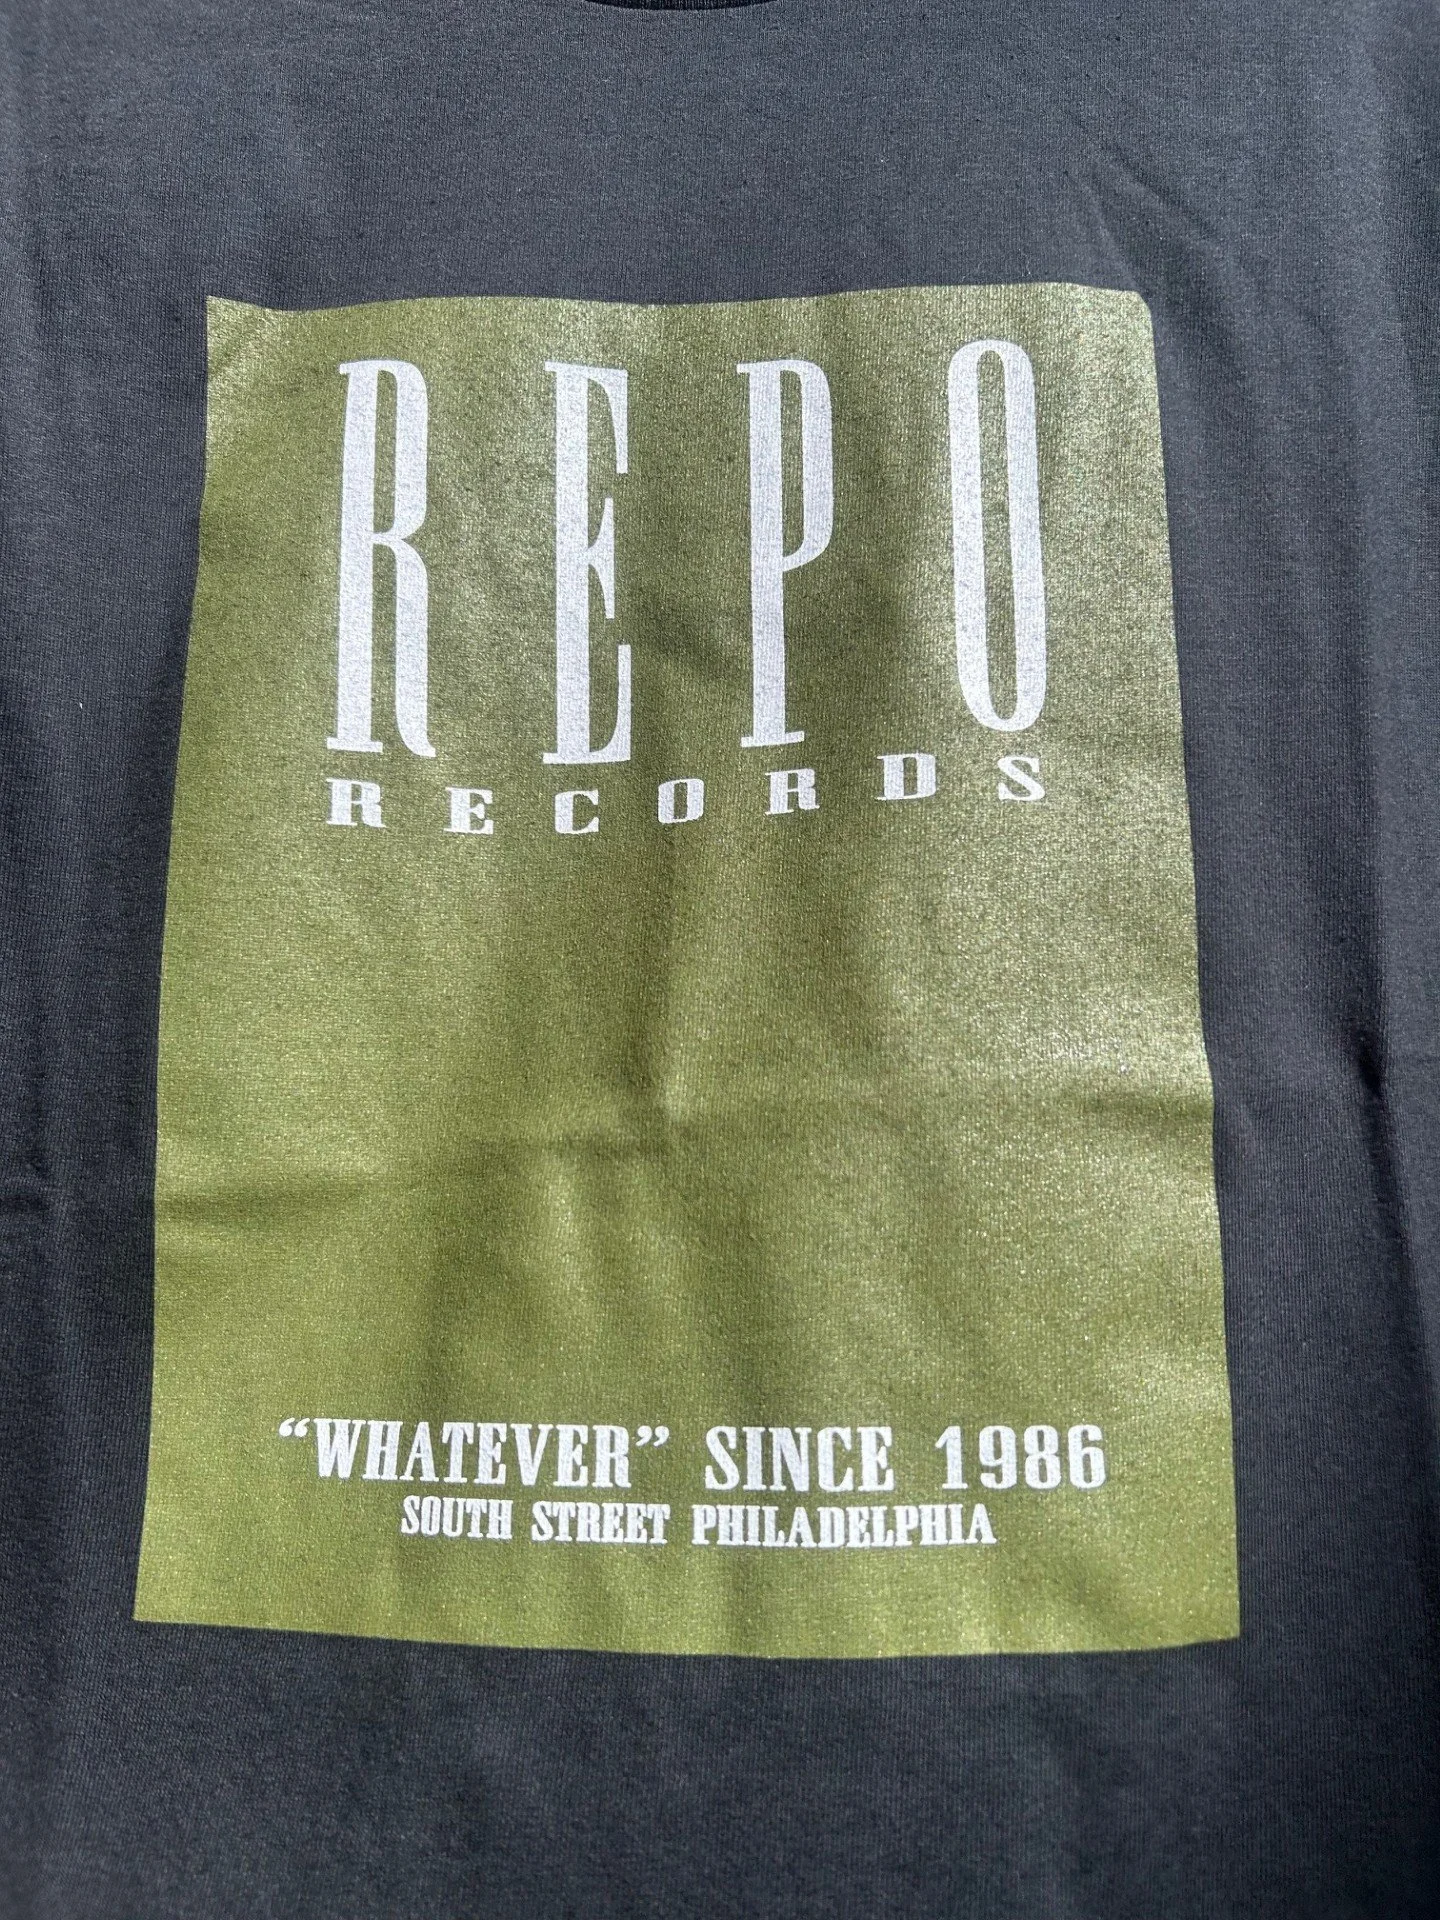 REPO
RECORDS
“WHATEVER” SINCE 1986
SOUTH STREET PHILADELPHIA